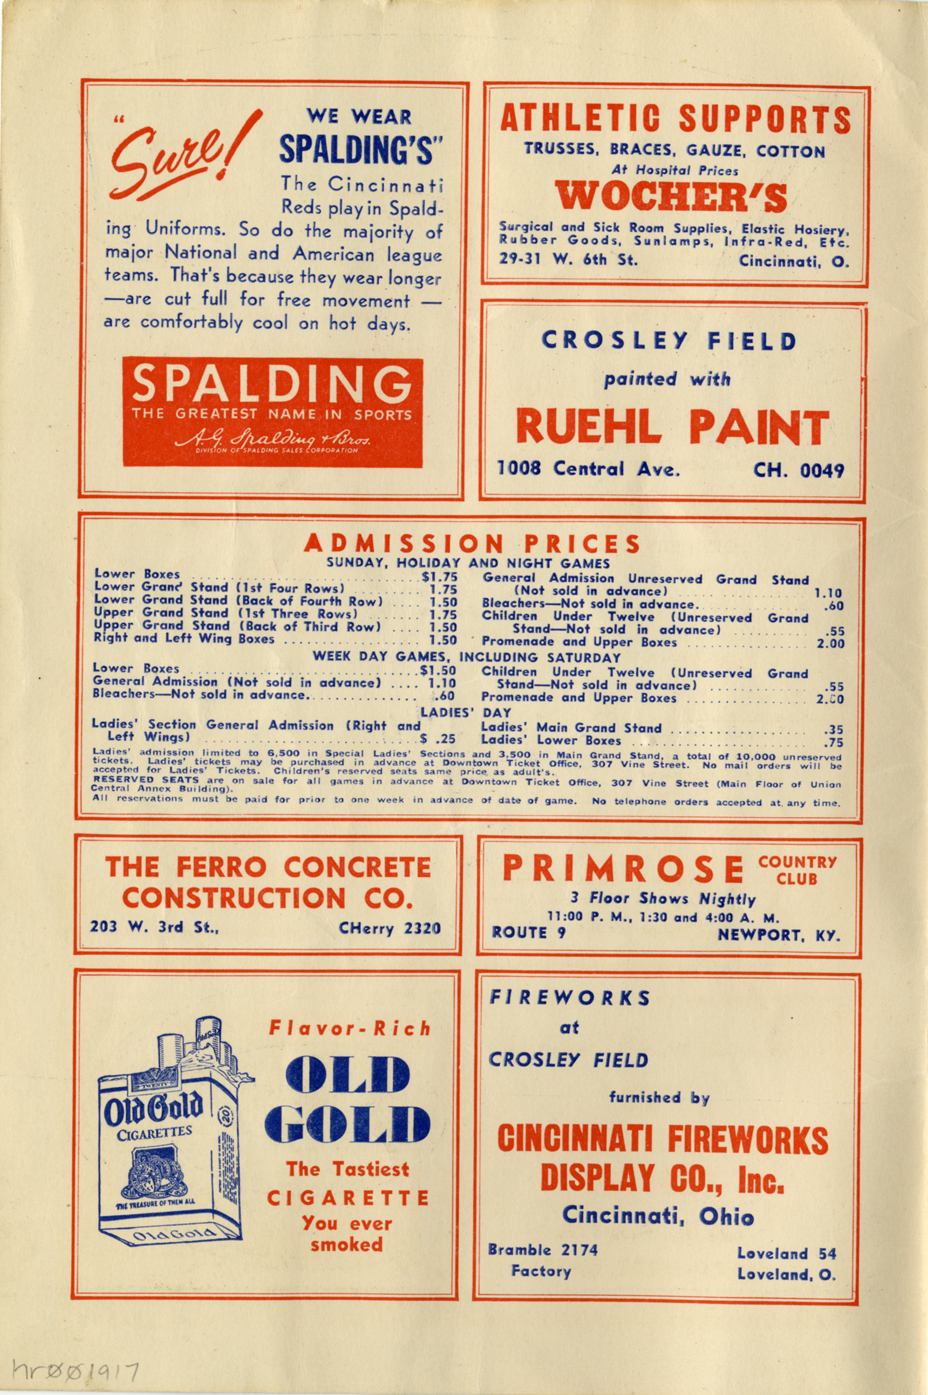 "Sure!
WE WEAR
SPALDING'S"
The Cincinnati
Reds play in Spald-
ing Uniforms. So do the majority of
major National and American league
teams. That's because they wear longer
—are cut full for free movement —
are comfortably cool on hot days.
SPALDING
THE GREATEST NAME IN SPORTS
A.G. Spalding & Bros.
DIVISION OF SPALDING SALES CORPORATION
ATHLETIC SUPPORTS
TRUSSES, BRACES, GAUZE, COTTON
At Hospital Prices
WOCHER'S
Surgical and Sick Room Supplies, Elastic Hosiery,
Rubber Goods, Sunlamps, Infra-Red, Etc.
29-31 W. 6th St. Cincinnati, O.
CROSLEY FIELD
painted with
RUEHL PAINT
1008 Central Ave. CH. 0049
ADMISSION PRICES
SUNDAY, HOLIDAY AND NIGHT GAMES
Lower Boxes ........ $1.75
Lower Grand Stand (1st Four Rows) ........ 1.75
Lower Grand Stand (Back of Fourth Row) .... 1.50
Upper Grand Stand (1st Three Rows) ........ 1.75
Upper Grand Stand (Back of Third Row) .... 1.50
Right and Left Wing Boxes ........ 1.50
General Admission Unreserved Grand Stand
(Not sold in advance) ........ 1.10
Bleachers—Not sold in advance. ........ .60
Children Under Twelve (Unreserved Grand
Stand—Not sold in advance) ........ .55
Promenade and Upper Boxes ........ 2.00
WEEK DAY GAMES, INCLUDING SATURDAY
Lower Boxes ........ $1.50
General Admission (Not sold in advance) .... 1.10
Bleachers—Not sold in advance. ........ .60
Children Under Twelve (Unreserved Grand
Stand—Not sold in advance) ........ .55
Promenade and Upper Boxes ........ 2.00
LADIES' DAY
Ladies' Section General Admission (Right and
Left Wings) ........ $ .25
Ladies' Main Grand Stand ........ .35
Ladies' Lower Boxes ........ .75
Ladies' admission limited to 6,500 in Special Ladies' Sections and 3,500 in Main Grand Stand, a total of 10,000 unreserved
tickets. Ladies' tickets may be purchased in advance at Downtown Ticket Office, 307 Vine Street. No mail orders will be
accepted for Ladies' Tickets. Children's reserved seats same price as adult's.
RESERVED SEATS are on sale for all games in advance at Downtown Ticket Office, 307 Vine Street (Main Floor of Union
Central Annex Building).
All reservations must be paid for prior to one week in advance of date of game. No telephone orders accepted at any time.
THE FERRO CONCRETE
CONSTRUCTION CO.
203 W. 3rd St., CHerry 2320
PRIMROSE COUNTRY
CLUB
3 Floor Shows Nightly
11:00 P. M., 1:30 and 4:00 A. M.
ROUTE 9 NEWPORT, KY.
Old Gold
CIGARETTES
20
THE TREASURE OF THEM ALL
Old Gold
Flavor-Rich
OLD
GOLD
The Tastiest
CIGARETTE
You ever
smoked
FIREWORKS
at
CROSLEY FIELD
furnished by
CINCINNATI FIREWORKS
DISPLAY CO., Inc.
Cincinnati, Ohio
Bramble 2174 Loveland 54
Factory Loveland, O.
hr001917